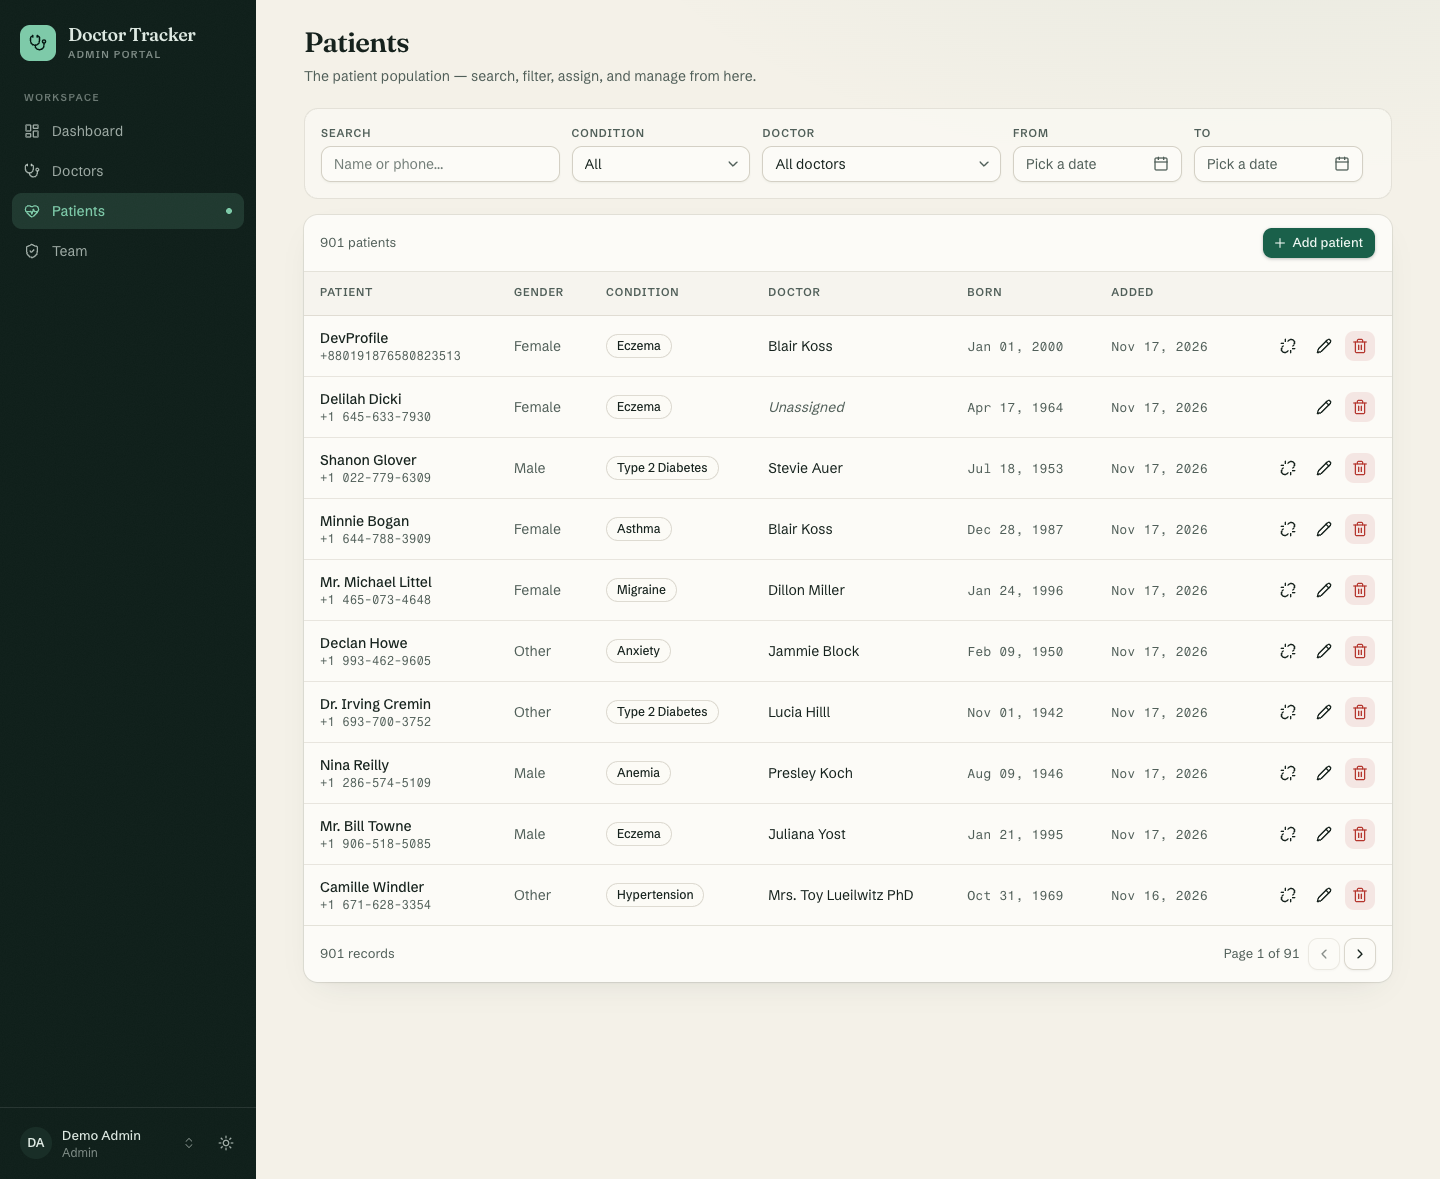 Doctor Tracker
ADMIN PORTAL
WORKSPACE
Dashboard
Doctors
Patients
Team
Patients
The patient population — search, filter, assign, and manage from here.
SEARCH CONDITION DOCTOR FROM TO
Name or phone... All All doctors Pick a date Pick a date
901 patients Add patient
PATIENT GENDER CONDITION DOCTOR BORN ADDED
DevProfile
+880191876580823513
Female Eczema Blair Koss Jan 01, 2000 Nov 17, 2026
Delilah Dicki
+1 645-633-7930
Female Eczema Unassigned Apr 17, 1964 Nov 17, 2026
Shanon Glover
+1 022-779-6309
Male Type 2 Diabetes Stevie Auer Jul 18, 1953 Nov 17, 2026
Minnie Bogan
+1 644-788-3909
Female Asthma Blair Koss Dec 28, 1987 Nov 17, 2026
Mr. Michael Littel
+1 465-073-4648
Female Migraine Dillon Miller Jan 24, 1996 Nov 17, 2026
Declan Howe
+1 993-462-9605
Other Anxiety Jammie Block Feb 09, 1950 Nov 17, 2026
Dr. Irving Cremin
+1 693-700-3752
Other Type 2 Diabetes Lucia Hilll Nov 01, 1942 Nov 17, 2026
Nina Reilly
+1 286-574-5109
Male Anemia Presley Koch Aug 09, 1946 Nov 17, 2026
Mr. Bill Towne
+1 906-518-5085
Male Eczema Juliana Yost Jan 21, 1995 Nov 17, 2026
Camille Windler
+1 671-628-3354
Other Hypertension Mrs. Toy Lueilwitz PhD Oct 31, 1969 Nov 16, 2026
901 records Page 1 of 91
DA
Demo Admin
Admin